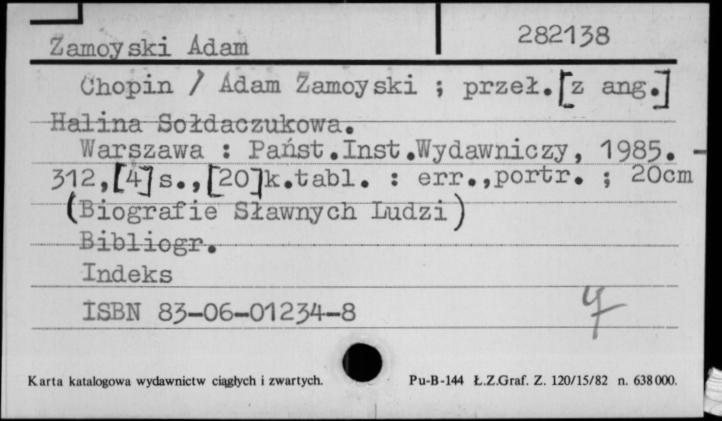 Zamoyski Adam
282138
Chopin / Adam Zamoyski ; przeł.[z ang.]
Halina Sołdaczukowa.
Warszawa : Państ.Inst.Wydawniczy, 1985. -
312,[4]s.,[20]k.tabl. : err.,portr. ; 20cm
(Biografie Sławnych Ludzi)
Bibliogr.
Indeks
ISBN 83-06-01234-8
4
Karta katalogowa wydawnictw ciągłych i zwartych. Pu-B-144 Ł.Z.Graf. Z. 120/15/82 n. 638000.